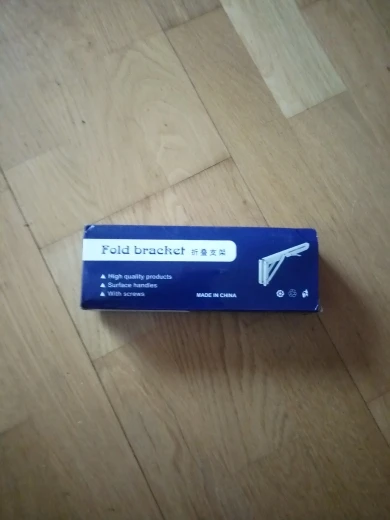 Fold bracket 折叠支架
High quality products
Surface handles
With screws
MADE IN CHINA